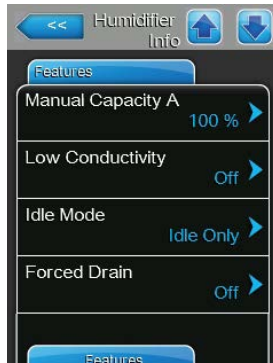 << Humidifier
Info
Features
Manual Capacity A
100 %
Low Conductivity
Off
Idle Mode
Idle Only
Forced Drain
Off
Features